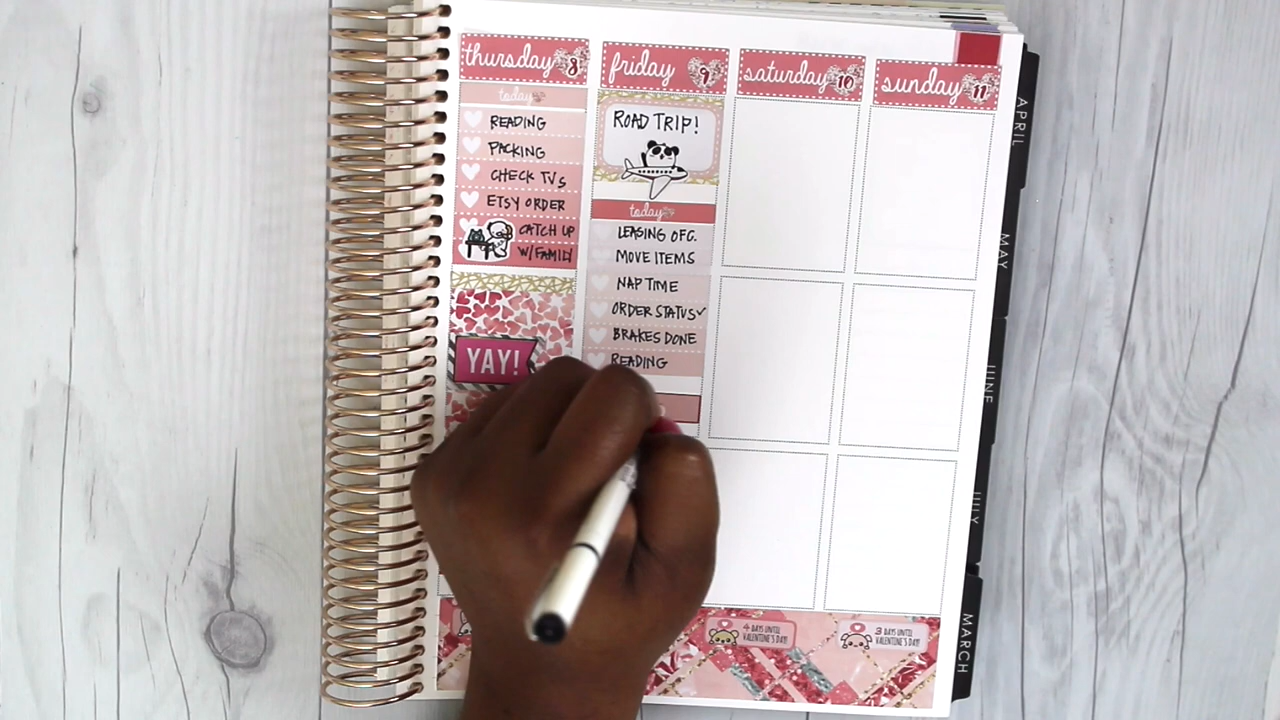 thursday 8
today
READING
PACKING
CHECK TVs
ETSY ORDER
CATCH UP
W/FAMILY
YAY!
friday 9
ROAD TRIP!
today
LEASING OFC.
MOVE ITEMS
NAP TIME
ORDER STATUS✓
BRAKES DONE
READING
saturday 10
sunday 11
4 DAYS UNTIL
VALENTINE'S DAY!
3 DAYS UNTIL
VALENTINE'S DAY!
APRIL
MAY
JUNE
JULY
MARCH